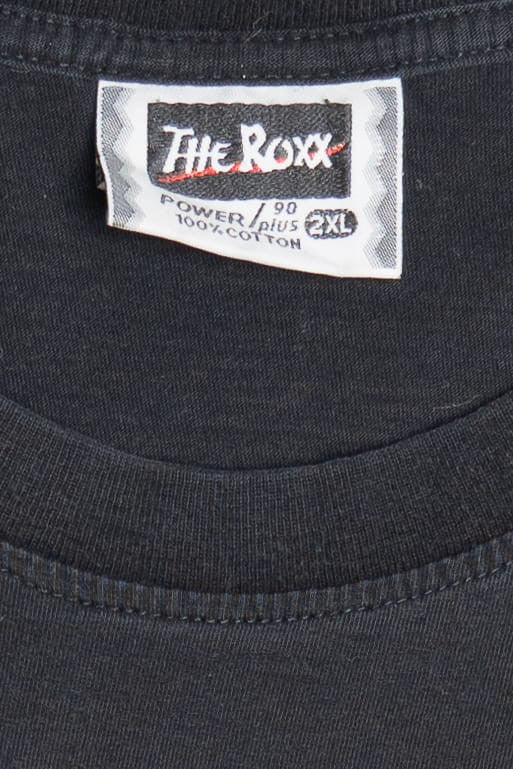 THE ROXX
POWER/90 plus 2XL
100% COTTON